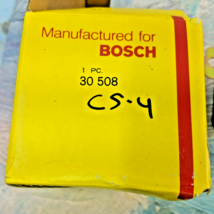 Manufactured for
BOSCH
1 PC.
30 508
CS-4